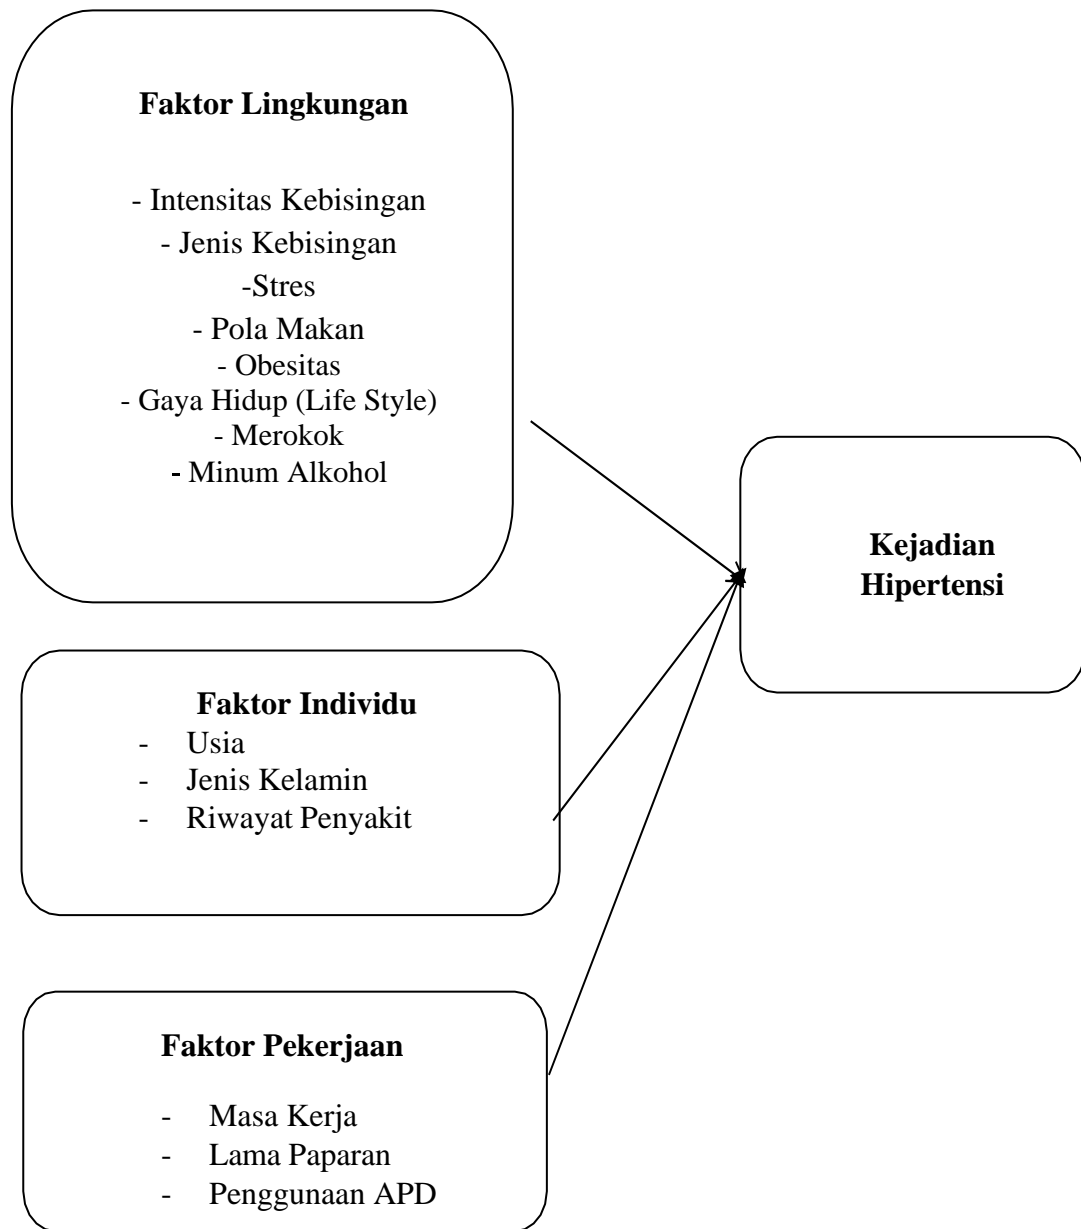 Faktor Lingkungan
- Intensitas Kebisingan
- Jenis Kebisingan
-Stres
- Pola Makan
- Obesitas
- Gaya Hidup (Life Style)
- Merokok
- Minum Alkohol
Kejadian
Hipertensi
Faktor Individu
- Usia
- Jenis Kelamin
- Riwayat Penyakit
Faktor Pekerjaan
- Masa Kerja
- Lama Paparan
- Penggunaan APD